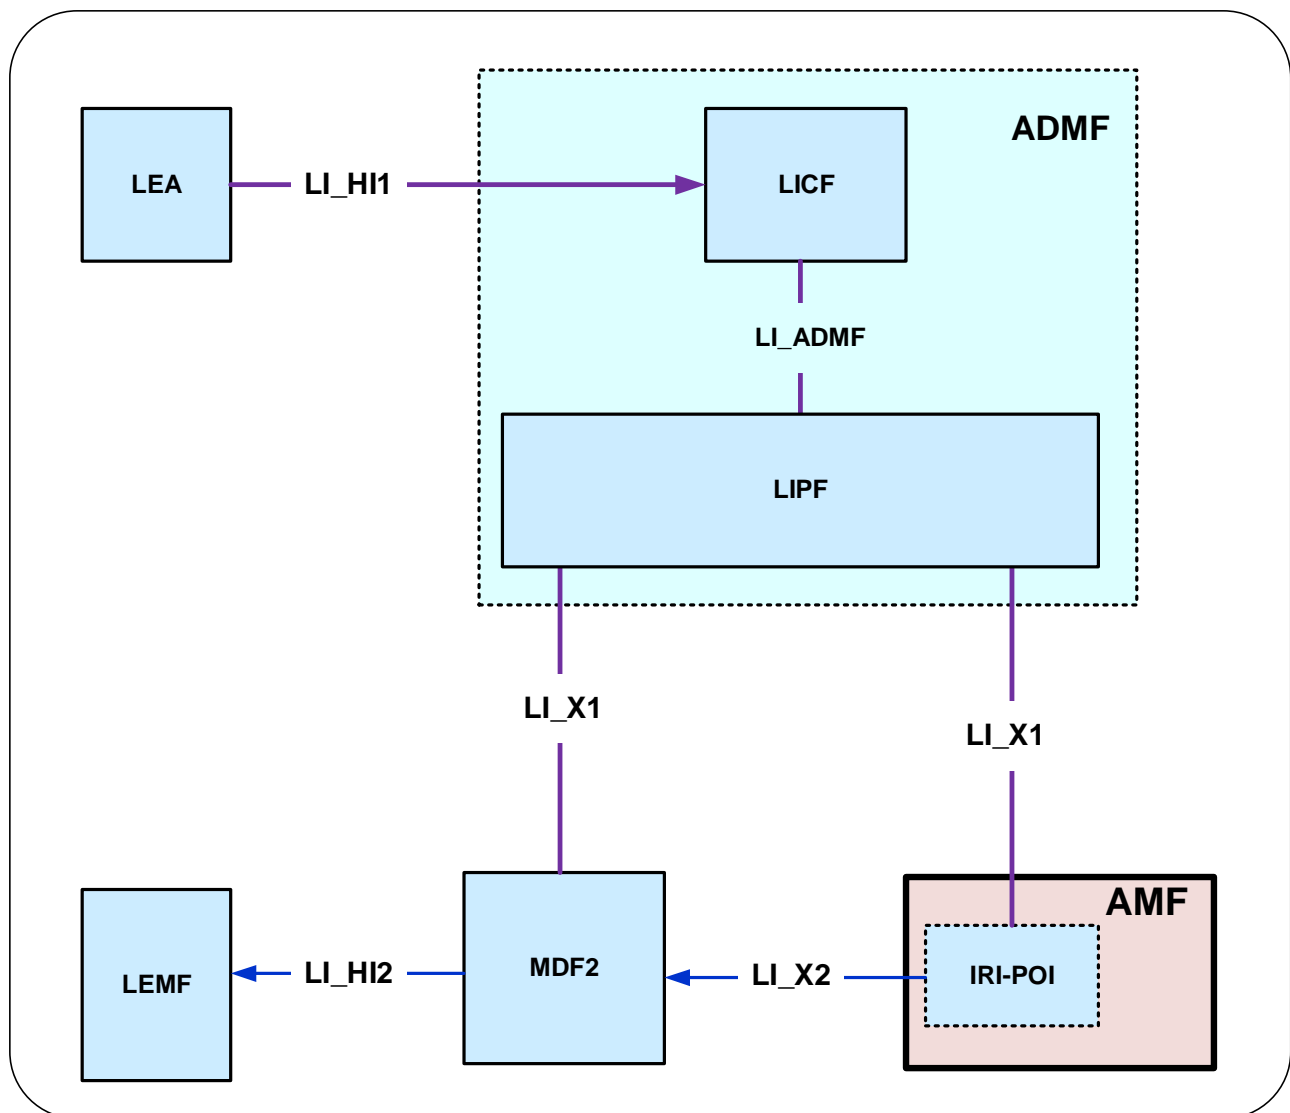 ADMF
LEA
LI_HI1
LICF
LI_ADMF
LIPF
LI_X1
LI_X1
AMF
LEMF
LI_HI2
MDF2
LI_X2
IRI-POI